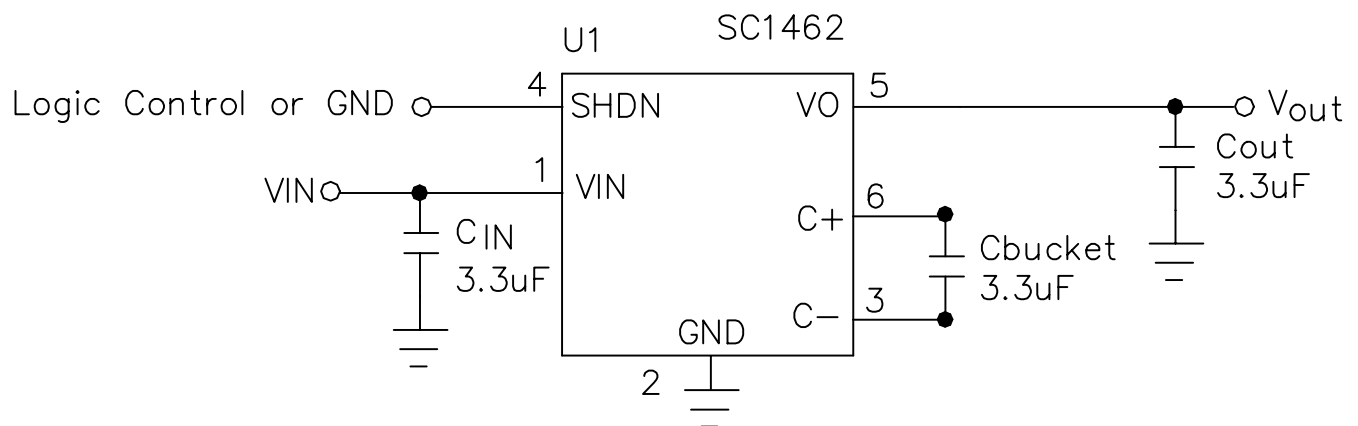 U1 SC1462
Logic Control or GND 4 SHDN VO 5 Vout
Cout
3.3uF
VIN 1 VIN
C+ 6
CIN
3.3uF
Cbucket
3.3uF
C− 3
GND
2